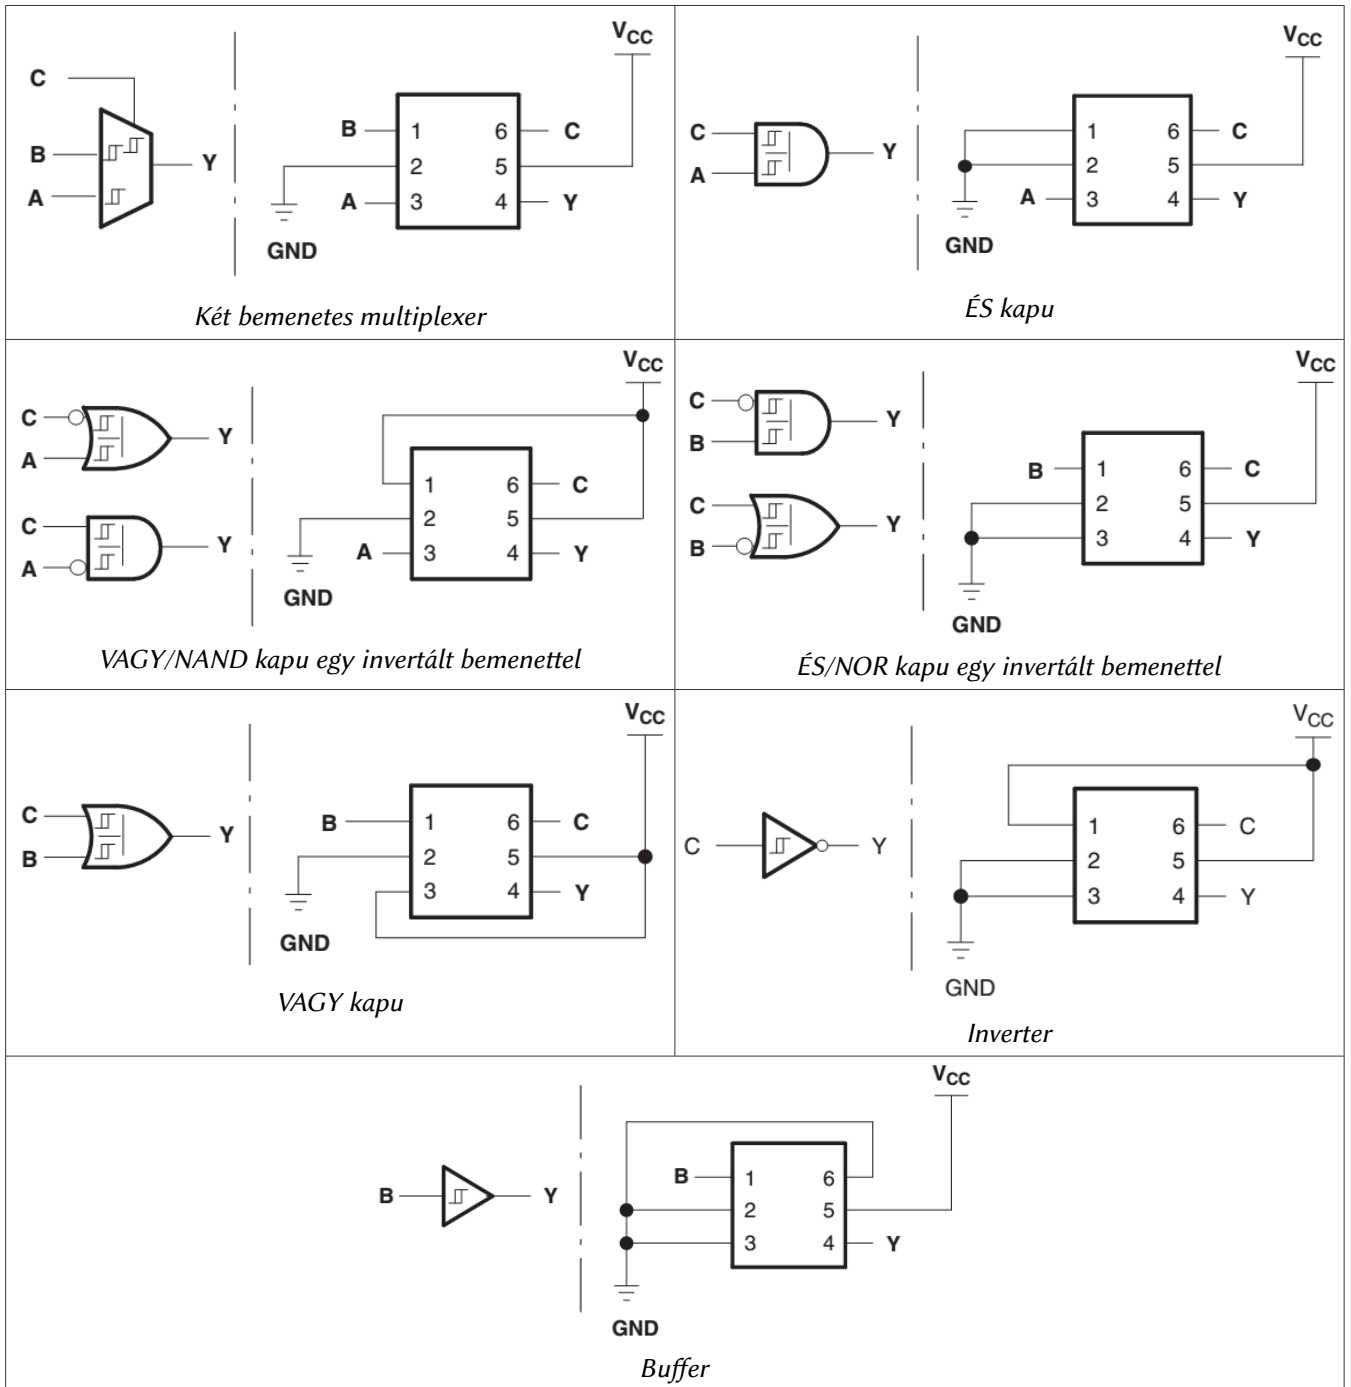 C
B
A
Y
VCC
B 1 6 C
2 5
A 3 4 Y
GND
Két bemenetes multiplexer
C
A
Y
VCC
1 6 C
2 5
A 3 4 Y
GND
ÉS kapu
C
A
Y
C
A
Y
VCC
1 6 C
2 5
A 3 4 Y
GND
VAGY/NAND kapu egy invertált bemenettel
C
B
Y
C
B
Y
VCC
B 1 6 C
2 5
3 4 Y
GND
ÉS/NOR kapu egy invertált bemenettel
C
B
Y
VCC
B 1 6 C
2 5
3 4 Y
GND
VAGY kapu
C Y
VCC
1 6 C
2 5
3 4 Y
GND
Inverter
B Y
VCC
B 1 6
2 5
3 4 Y
GND
Buffer